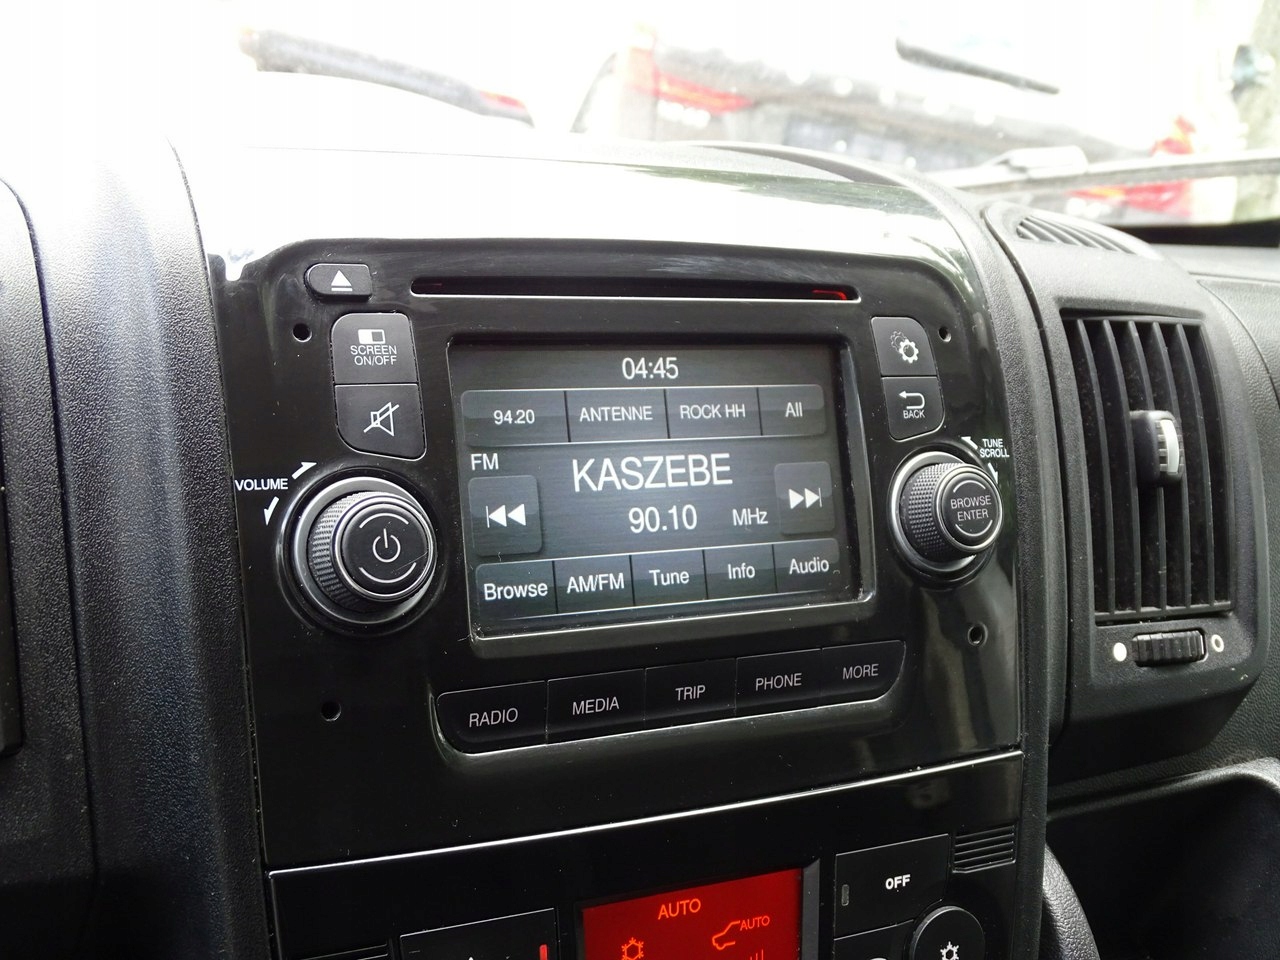 SCREEN
ON/OFF
04:45
94.20 ANTENNE ROCK HH All
BACK
FM
KASZEBE
90.10 MHz
Browse AM/FM Tune Info Audio
VOLUME
TUNE
SCROLL
BROWSE
ENTER
RADIO MEDIA TRIP PHONE MORE
OFF
AUTO
AUTO